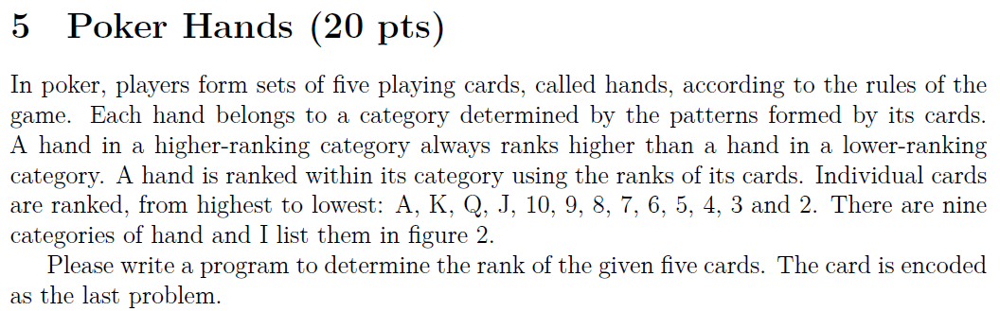 5 Poker Hands (20 pts)
In poker, players form sets of five playing cards, called hands, according to the rules of the
game. Each hand belongs to a category determined by the patterns formed by its cards.
A hand in a higher-ranking category always ranks higher than a hand in a lower-ranking
category. A hand is ranked within its category using the ranks of its cards. Individual cards
are ranked, from highest to lowest: A, K, Q, J, 10, 9, 8, 7, 6, 5, 4, 3 and 2. There are nine
categories of hand and I list them in figure 2.
Please write a program to determine the rank of the given five cards. The card is encoded
as the last problem.